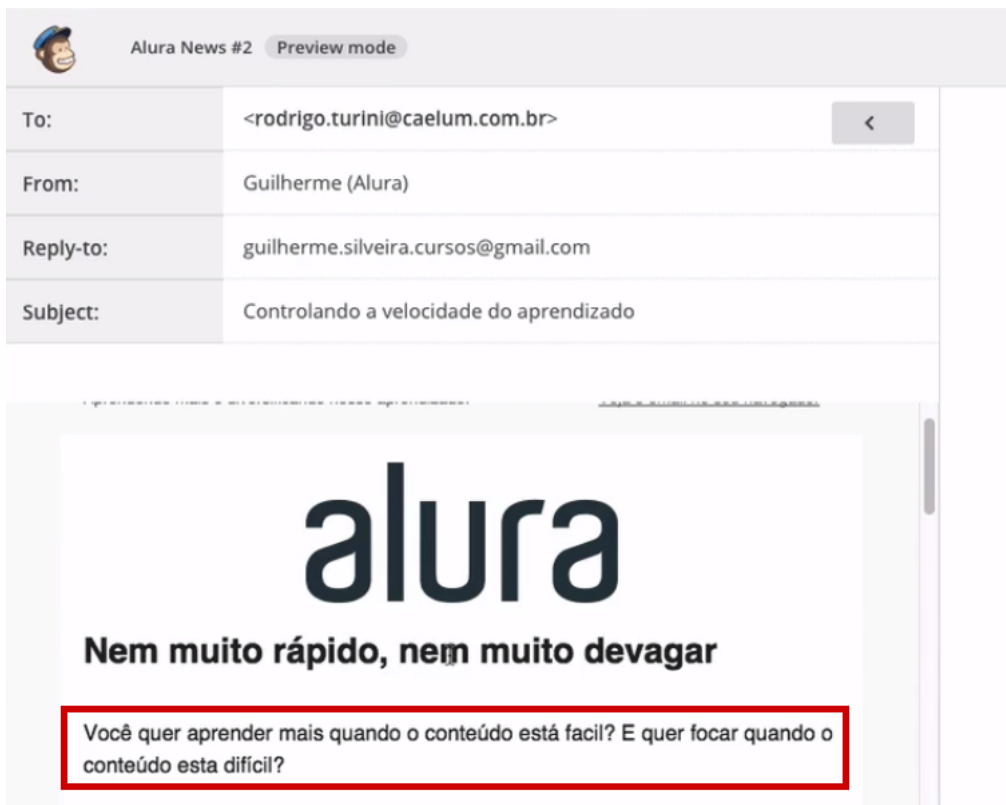 Alura News #2 Preview mode
To: <rodrigo.turini@caelum.com.br>
From: Guilherme (Alura)
Reply-to: guilherme.silveira.cursos@gmail.com
Subject: Controlando a velocidade do aprendizado
alura
Nem muito rápido, nem muito devagar
Você quer aprender mais quando o conteúdo está facil? E quer focar quando o
conteúdo esta difícil?